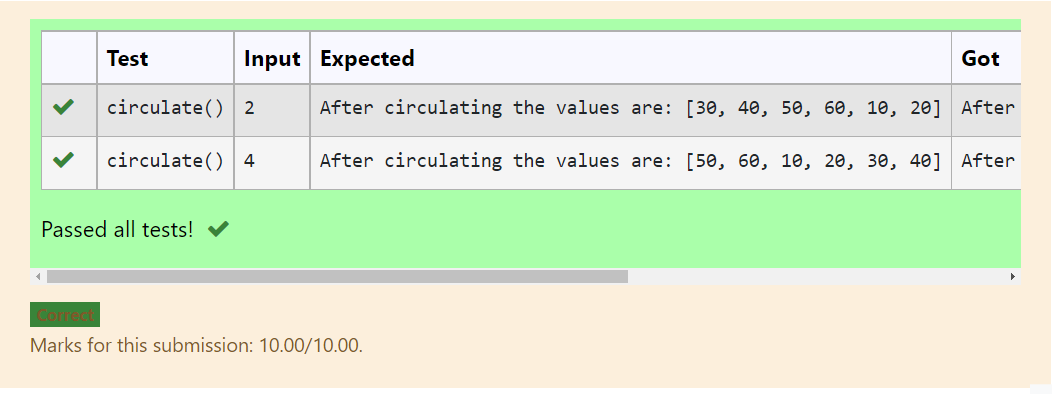 Test Input Expected Got
circulate() 2 After circulating the values are: [30, 40, 50, 60, 10, 20] After
circulate() 4 After circulating the values are: [50, 60, 10, 20, 30, 40] After
Passed all tests!
Correct
Marks for this submission: 10.00/10.00.